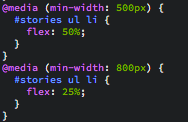 @media (min-width: 500px) {
  #stories ul li {
    flex: 50%;
  }
}
@media (min-width: 800px) {
  #stories ul li {
    flex: 25%;
  }
}